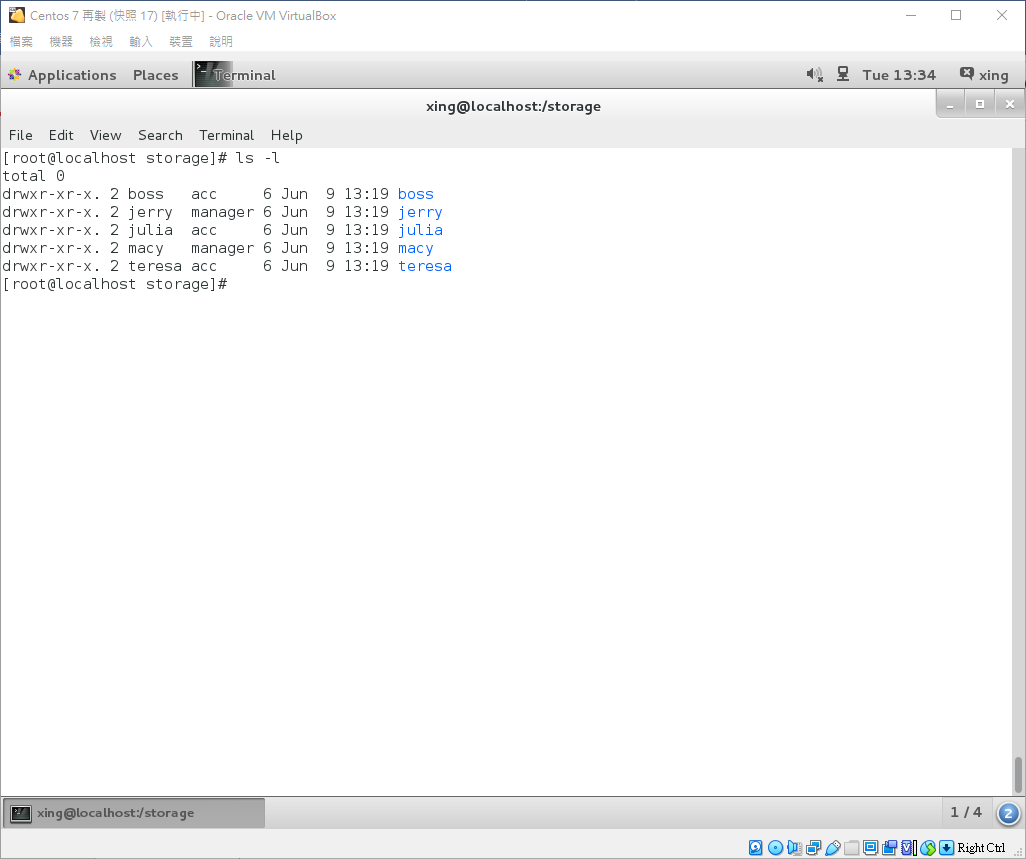 Centos 7 再製 (快照 17) [執行中] - Oracle VM VirtualBox
檔案 機器 檢視 輸入 裝置 說明
Applications Places Terminal Tue 13:34 xing
xing@localhost:/storage
File Edit View Search Terminal Help
[root@localhost storage]# ls -l
total 0
drwxr-xr-x. 2 boss   acc     6 Jun  9 13:19 boss
drwxr-xr-x. 2 jerry  manager 6 Jun  9 13:19 jerry
drwxr-xr-x. 2 julia  acc     6 Jun  9 13:19 julia
drwxr-xr-x. 2 macy   manager 6 Jun  9 13:19 macy
drwxr-xr-x. 2 teresa acc     6 Jun  9 13:19 teresa
[root@localhost storage]#
xing@localhost:/storage 1 / 4 2
Right Ctrl